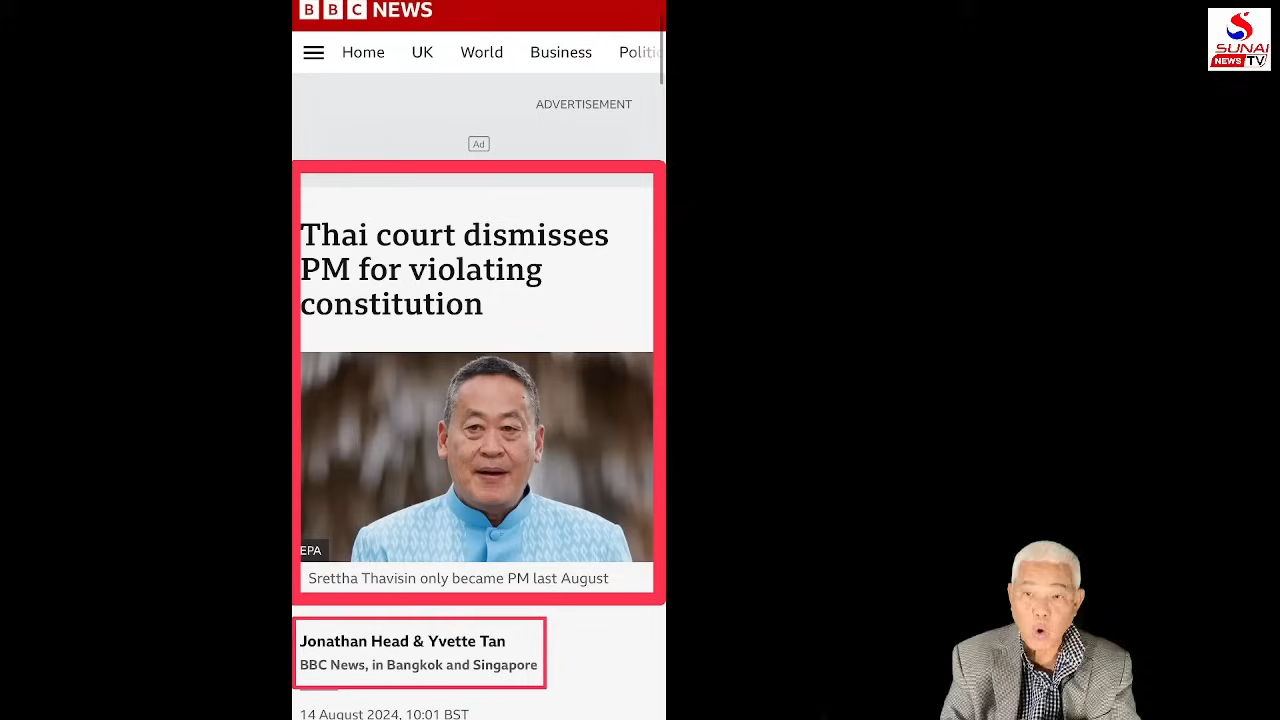 BBC NEWS
SUNAI
NEWS TV
Home UK World Business Politi
ADVERTISEMENT
Ad
Thai court dismisses
PM for violating
constitution
EPA
Srettha Thavisin only became PM last August
Jonathan Head & Yvette Tan
BBC News, in Bangkok and Singapore
14 August 2024, 10:01 BST